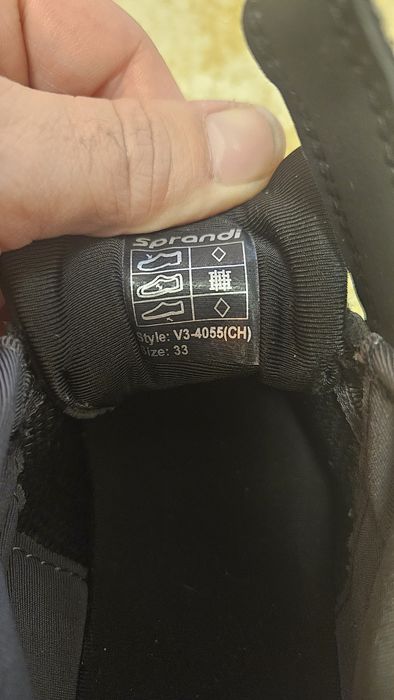 Sprandi
Style: V3-4055(CH)
Size: 33